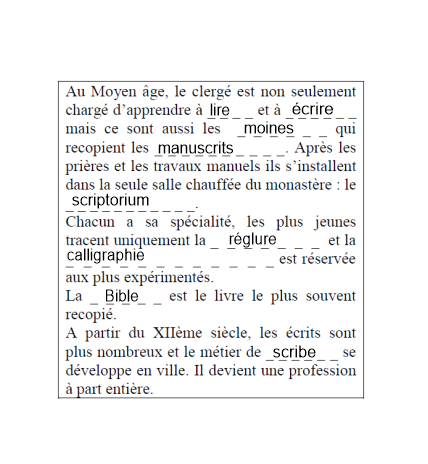 Au Moyen âge, le clergé est non seulement
chargé d'apprendre à lire _ _ et à écrire _ _
mais ce sont aussi les _ moines _ _ qui
recopient les manuscrits _ _ _ _. Après les
prières et les travaux manuels ils s'installent
dans la seule salle chauffée du monastère : le
scriptorium _ _ _ _.
Chacun a sa spécialité, les plus jeunes
tracent uniquement la _ réglure _ _ _ et la
calligraphie _ _ _ _ _ _ _ est réservée
aux plus expérimentés.
La _ Bible _ _ est le livre le plus souvent
recopié.
A partir du XIIème siècle, les écrits sont
plus nombreux et le métier de _ scribe _ _ se
développe en ville. Il devient une profession
à part entière.